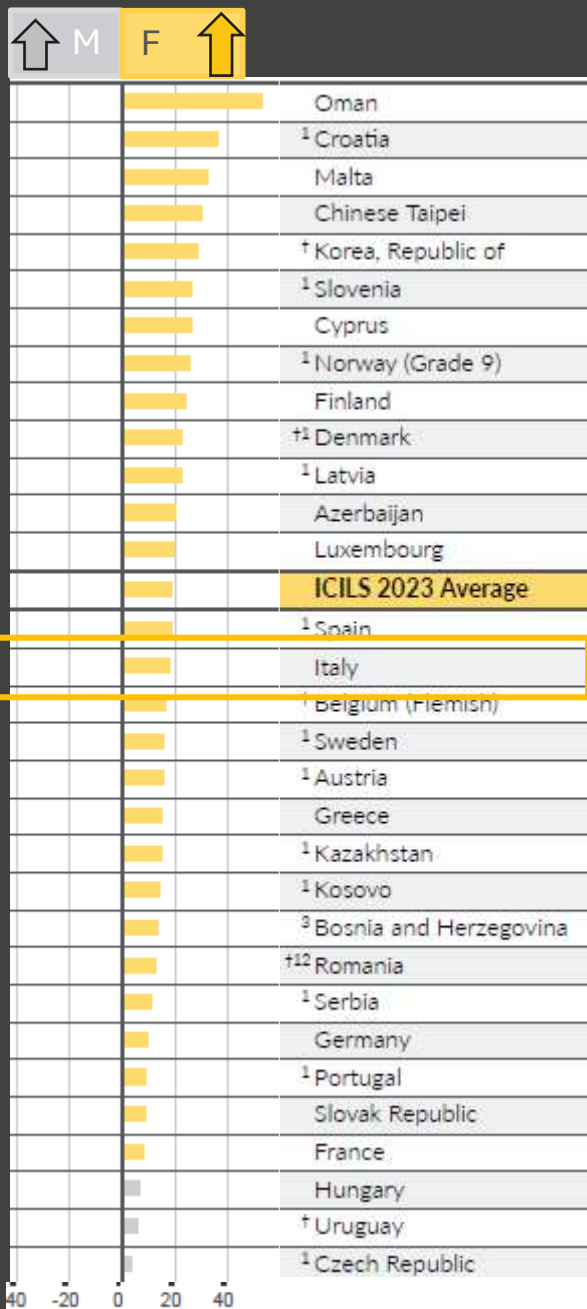 M F
Oman
¹ Croatia
Malta
Chinese Taipei
† Korea, Republic of
¹ Slovenia
Cyprus
¹ Norway (Grade 9)
Finland
†¹ Denmark
¹ Latvia
Azerbaijan
Luxembourg
ICILS 2023 Average
¹ Spain
Italy
Belgium (Flemish)
¹ Sweden
¹ Austria
Greece
¹ Kazakhstan
¹ Kosovo
³ Bosnia and Herzegovina
†¹² Romania
¹ Serbia
Germany
¹ Portugal
Slovak Republic
France
Hungary
† Uruguay
¹ Czech Republic
40 -20 0 20 40